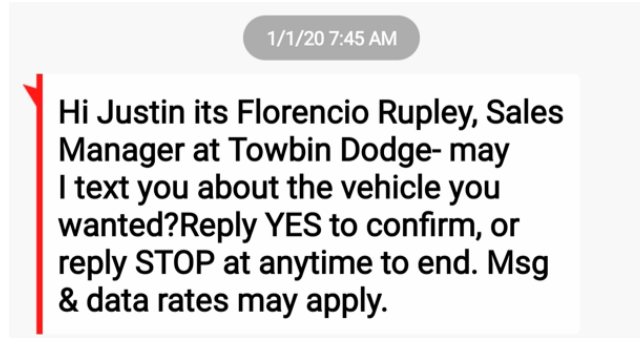 1/1/20 7:45 AM
Hi Justin its Florencio Rupley, Sales
Manager at Towbin Dodge- may
I text you about the vehicle you
wanted?Reply YES to confirm, or
reply STOP at anytime to end. Msg
& data rates may apply.